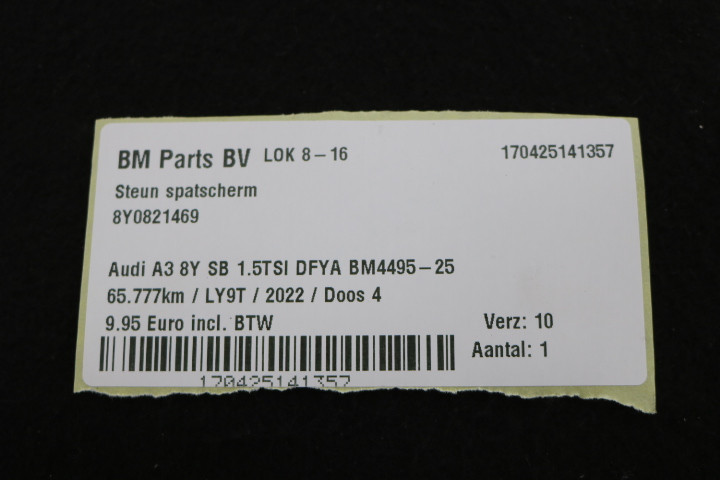 BM Parts BV LOK 8-16 170425141357
Steun spatscherm
8Y0821469
Audi A3 8Y SB 1.5TSI DFYA BM4495-25
65.777km / LY9T / 2022 / Doos 4
9.95 Euro incl. BTW Verz: 10
Aantal: 1
170425141357